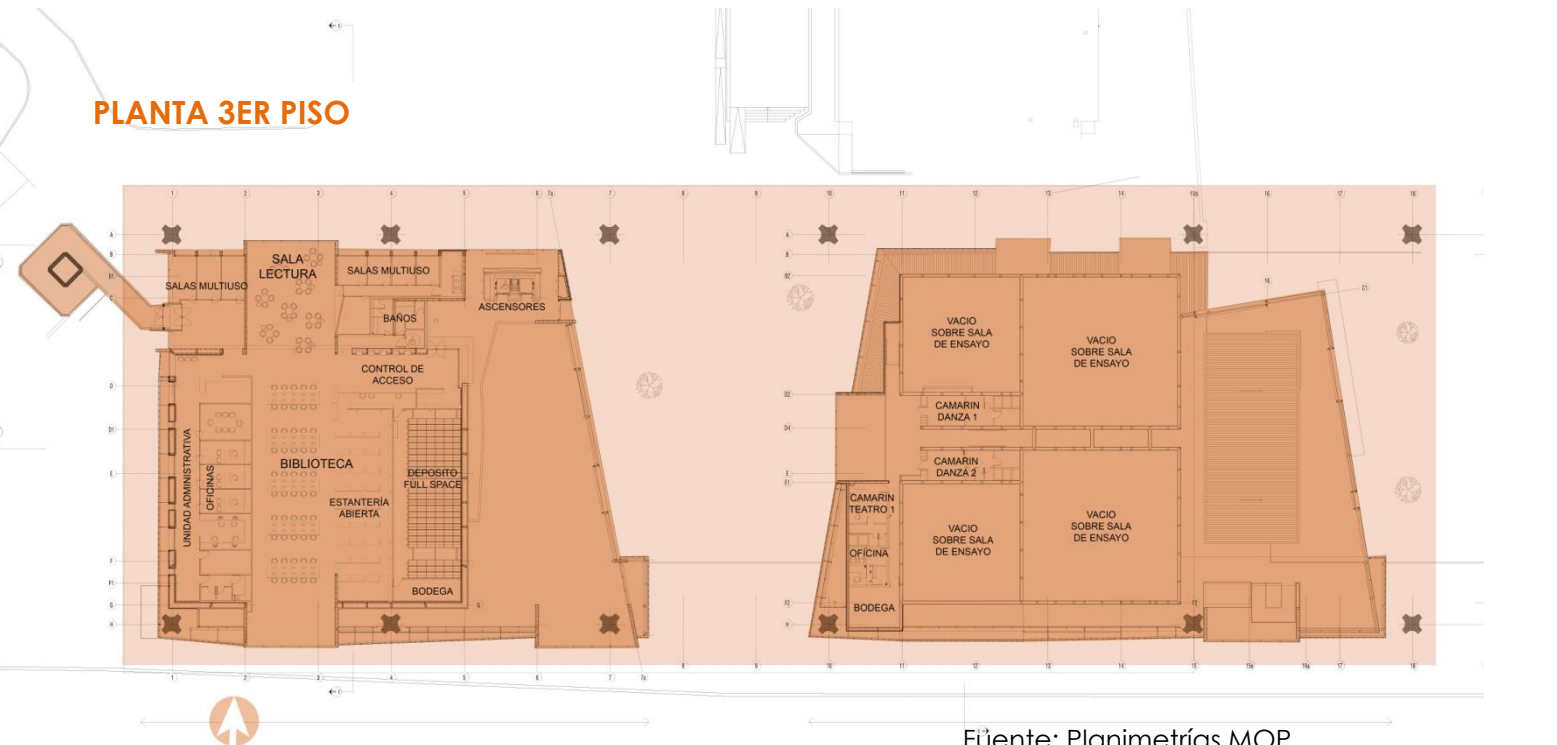 PLANTA 3ER PISO
SALA
LECTURA
SALAS MULTIUSO
SALAS MULTIUSO
ASCENSORES
BAÑOS
CONTROL DE
ACCESO
UNIDAD ADMINISTRATIVA
OFICINAS
BIBLIOTECA
ESTANTERÍA
ABIERTA
DEPOSITO
FULL SPACE
BODEGA
VACIO
SOBRE SALA
DE ENSAYO
VACIO
SOBRE SALA
DE ENSAYO
CAMARIN
DANZA 1
CAMARIN
DANZA 2
CAMARIN
TEATRO 1
OFICINA
BODEGA
VACIO
SOBRE SALA
DE ENSAYO
VACIO
SOBRE SALA
DE ENSAYO
Fuente: Planimetrías MOP